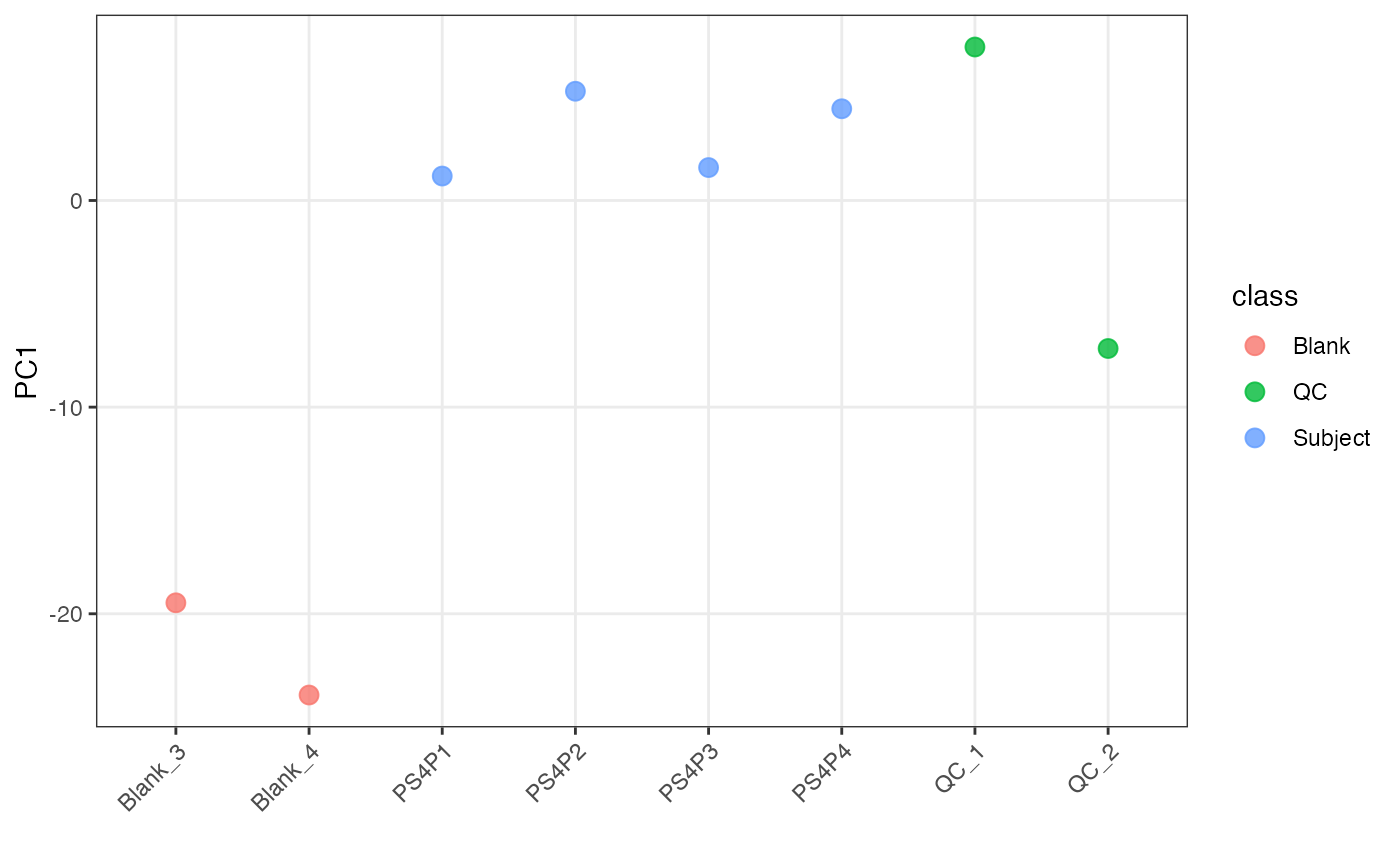 PC1
0
-10
-20
Blank_3
Blank_4
PS4P1
PS4P2
PS4P3
PS4P4
QC_1
QC_2
class
Blank
QC
Subject